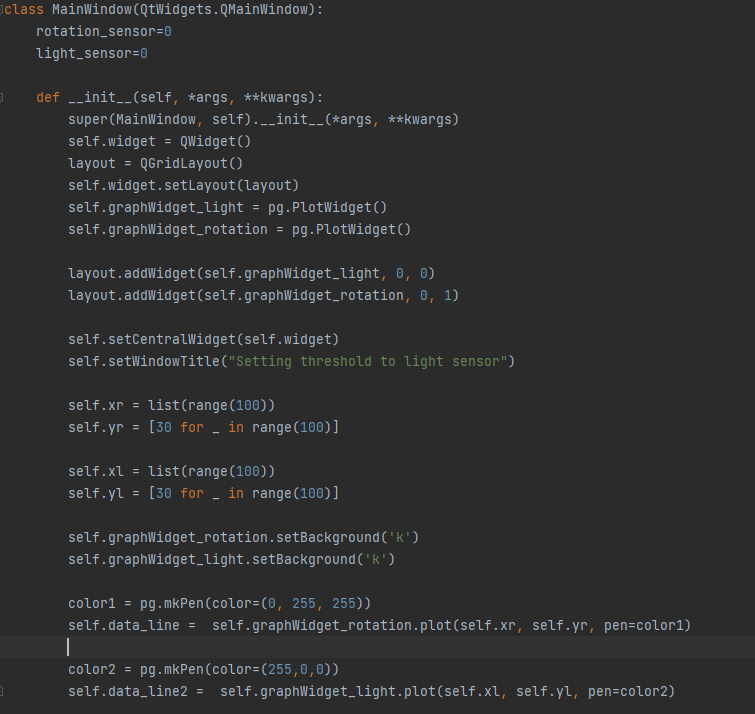 class MainWindow(QtWidgets.QMainWindow):
    rotation_sensor=0
    light_sensor=0

    def __init__(self, *args, **kwargs):
        super(MainWindow, self).__init__(*args, **kwargs)
        self.widget = QWidget()
        layout = QGridLayout()
        self.widget.setLayout(layout)
        self.graphWidget_light = pg.PlotWidget()
        self.graphWidget_rotation = pg.PlotWidget()

        layout.addWidget(self.graphWidget_light, 0, 0)
        layout.addWidget(self.graphWidget_rotation, 0, 1)

        self.setCentralWidget(self.widget)
        self.setWindowTitle("Setting threshold to light sensor")

        self.xr = list(range(100))
        self.yr = [30 for _ in range(100)]

        self.xl = list(range(100))
        self.yl = [30 for _ in range(100)]

        self.graphWidget_rotation.setBackground('k')
        self.graphWidget_light.setBackground('k')

        color1 = pg.mkPen(color=(0, 255, 255))
        self.data_line =  self.graphWidget_rotation.plot(self.xr, self.yr, pen=color1)

        color2 = pg.mkPen(color=(255,0,0))
        self.data_line2 =  self.graphWidget_light.plot(self.xl, self.yl, pen=color2)